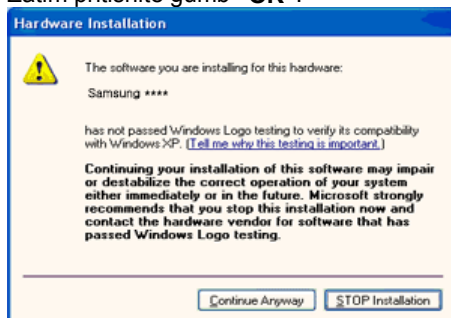 Zatim pritisnite gumb "OK".
Hardware Installation
The software you are installing for this hardware:
Samsung ****
has not passed Windows Logo testing to verify its compatibility
with Windows XP. (Tell me why this testing is important.)
Continuing your installation of this software may impair
or destabilize the correct operation of your system
either immediately or in the future. Microsoft strongly
recommends that you stop this installation now and
contact the hardware vendor for software that has
passed Windows Logo testing.
Continue Anyway
STOP Installation